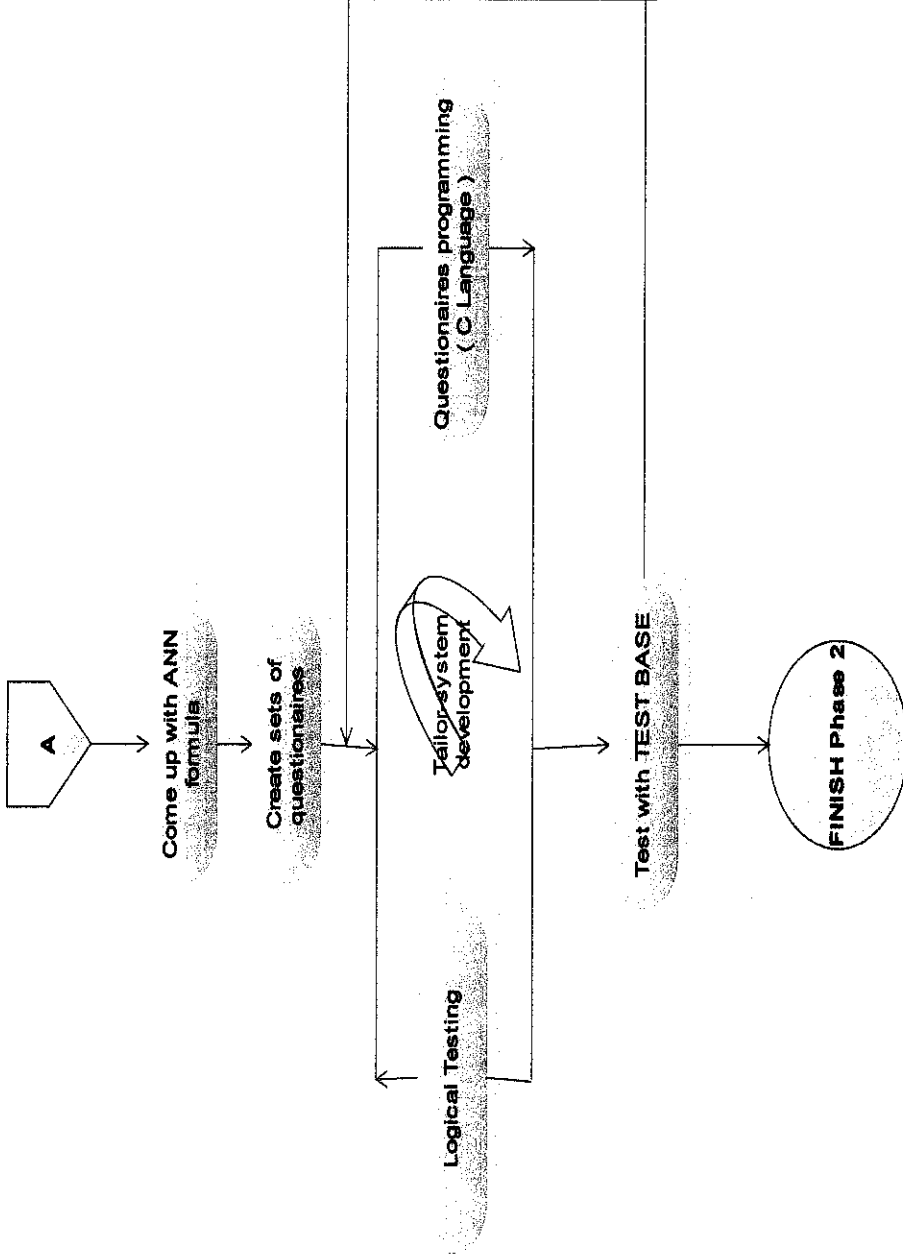 A
Come up with ANN
formula
Create sets of
questionaires
Questionaires programming
( C Language )
Tailor system
development
Logical Testing
Test with TEST BASE
FINISH Phase 2